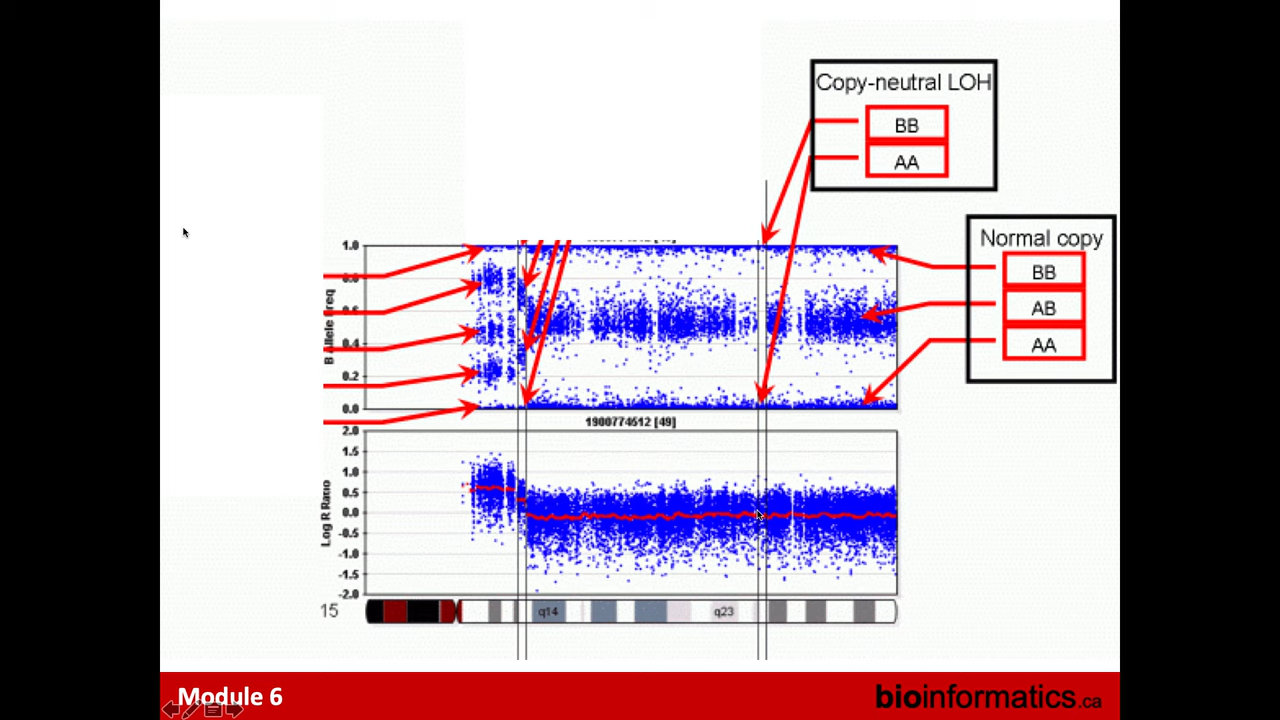 Copy-neutral LOH
BB
AA
Normal copy
BB
AB
AA
1.0
0.8
0.6
0.4
0.2
0.0
B Allele Freq
1900774512 [49]
2.0
1.5
1.0
0.5
0.0
-0.5
-1.0
-1.5
-2.0
Log R Ratio
15
q14
q23
Module 6
bioinformatics.ca